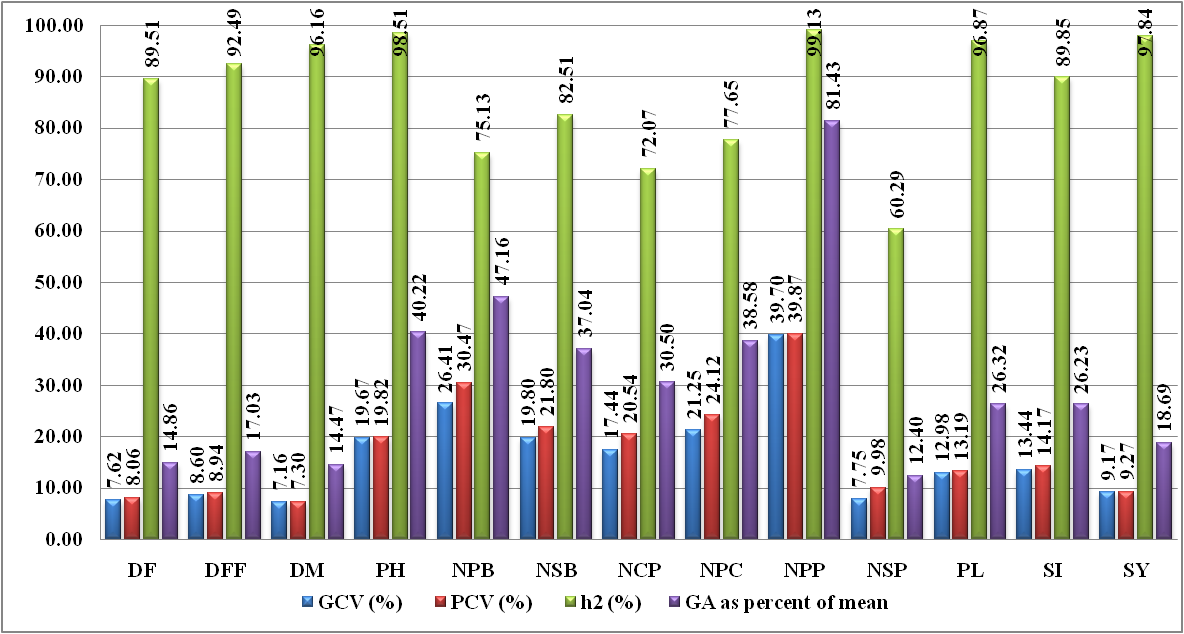 100.00
90.00
80.00
70.00
60.00
50.00
40.00
30.00
20.00
10.00
0.00
7.62 8.06 89.51 14.86
8.60 8.94 92.49 17.03
7.16 7.30 96.16 14.47
19.67 19.82 98.51 40.22
26.41 30.47 75.13 47.16
19.80 21.80 82.51 37.04
17.44 20.54 72.07 30.50
21.25 24.12 77.65 38.58
39.70 39.87 99.13 81.43
7.75 9.98 60.29 12.40
12.98 13.19 96.87 26.32
13.44 14.17 89.85 26.23
9.17 9.27 97.84 18.69
DF DFF DM PH NPB NSB NCP NPC NPP NSP PL SI SY
GCV (%) PCV (%) h2 (%) GA as percent of mean